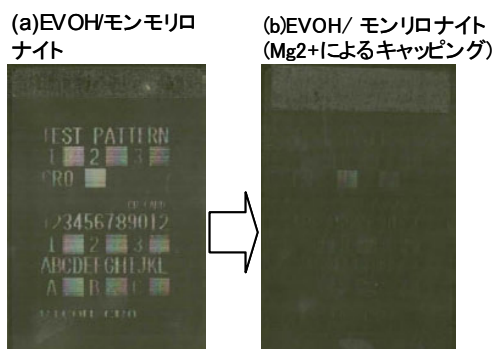 (a)EVOH/モンモリロ
ナイト
(b)EVOH/ モンリロナイト
(Mg2+によるキャッピング)
TEST PATTERN
1 2 3
CRO
123456789012
1 2 3
ABCDEFGHIJKL
A B C
RICOH CRO